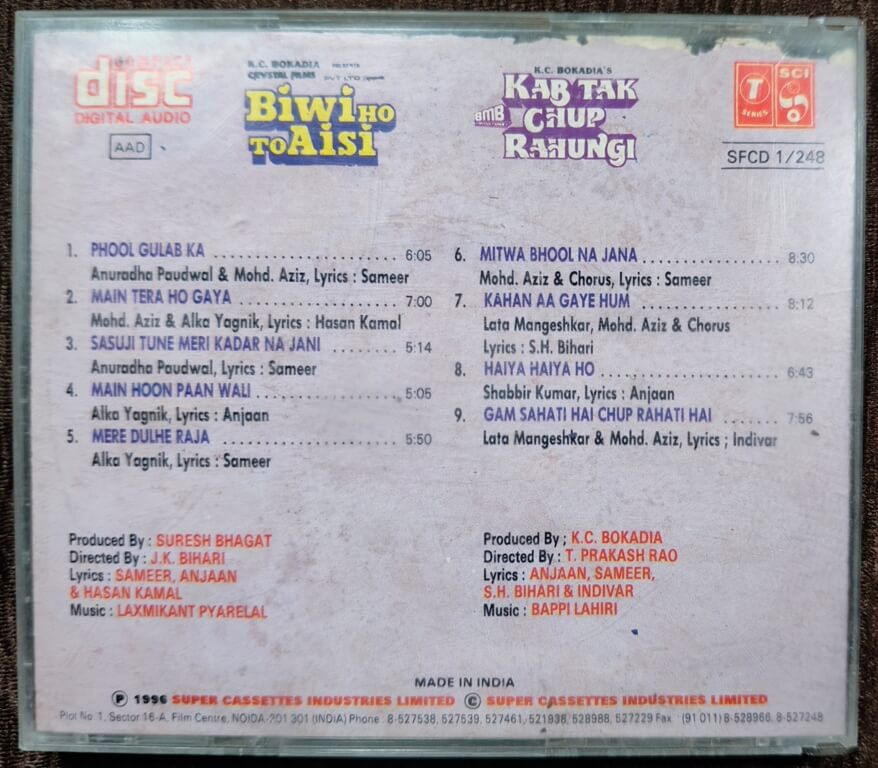 COMPACT
disc
DIGITAL AUDIO
AAD
K.C. BOKADIA PRESENTS
CRYSTAL FILMS PVT LTD
BIWI HO
TO AISI
K.C. BOKADIA'S
KAB TAK
BMB
CHUP
RAHUNGI
T
SERIES
SCI
SFCD 1/248
1. PHOOL GULAB KA .......................... 6:05
Anuradha Paudwal & Mohd. Aziz, Lyrics : Sameer
2. MAIN TERA HO GAYA ..................... 7:00
Mohd. Aziz & Alka Yagnik, Lyrics : Hasan Kamal
3. SASUJI TUNE MERI KADAR NA JANI ........ 5:14
Anuradha Paudwal, Lyrics : Sameer
4. MAIN HOON PAAN WALI .................. 5:05
Alka Yagnik, Lyrics : Anjaan
5. MERE DULHE RAJA ........................ 5:50
Alka Yagnik, Lyrics : Sameer
6. MITWA BHOOL NA JANA .................. 8:30
Mohd. Aziz & Chorus, Lyrics : Sameer
7. KAHAN AA GAYE HUM ................... 8:12
Lata Mangeshkar, Mohd. Aziz & Chorus
Lyrics : S.H. Bihari
8. HAIYA HAIYA HO ........................ 6:43
Shabbir Kumar, Lyrics : Anjaan
9. GAM SAHATI HAI CHUP RAHATI HAI ........ 7:56
Lata Mangeshkar & Mohd. Aziz, Lyrics ; Indivar
Produced By : SURESH BHAGAT
Directed By : J.K. BIHARI
Lyrics : SAMEER, ANJAAN
& HASAN KAMAL
Music : LAXMIKANT PYARELAL
Produced By ; K.C. BOKADIA
Directed By : T. PRAKASH RAO
Lyrics : ANJAAN, SAMEER,
S.H. BIHARI & INDIVAR
Music : BAPPI LAHIRI
MADE IN INDIA
℗ 1996 SUPER CASSETTES INDUSTRIES LIMITED © SUPER CASSETTES INDUSTRIES LIMITED
Plot No. 1, Sector 16-A, Film Centre, NOIDA-201 301 (INDIA) Phone : 8-527538, 527539, 527461, 521938, 528988, 527229 Fax : (91 011) 8-528966, 8-527248